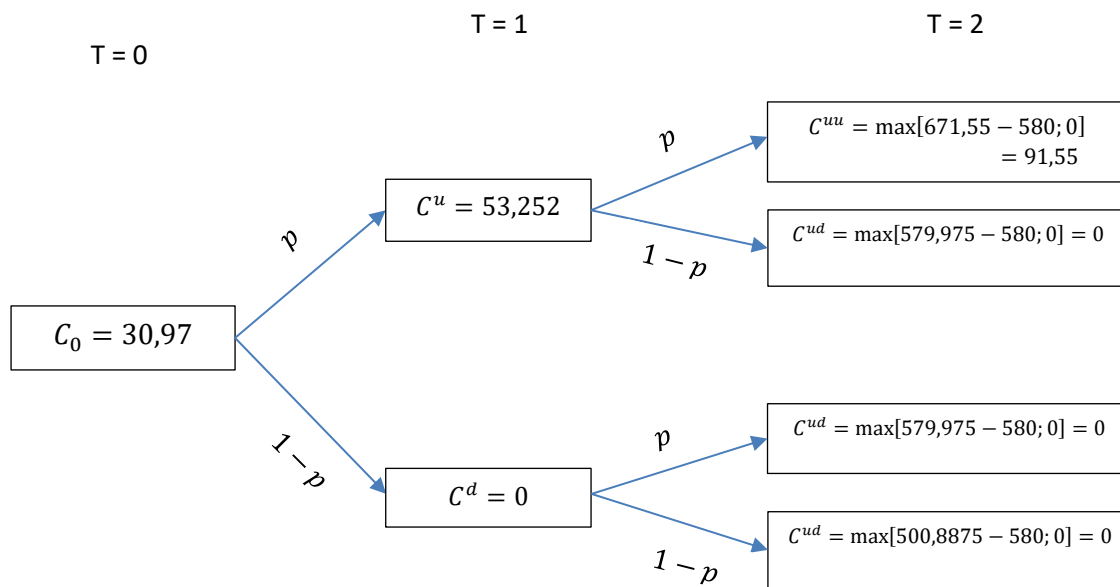 T = 0
T = 1
T = 2
p
C^{uu} = max[671,55 − 580; 0]
= 91,55
C^u = 53,252
p
1 − p
C^{ud} = max[579,975 − 580; 0] = 0
C_0 = 30,97
1 − p
p
C^{ud} = max[579,975 − 580; 0] = 0
C^d = 0
1 − p
C^{ud} = max[500,8875 − 580; 0] = 0